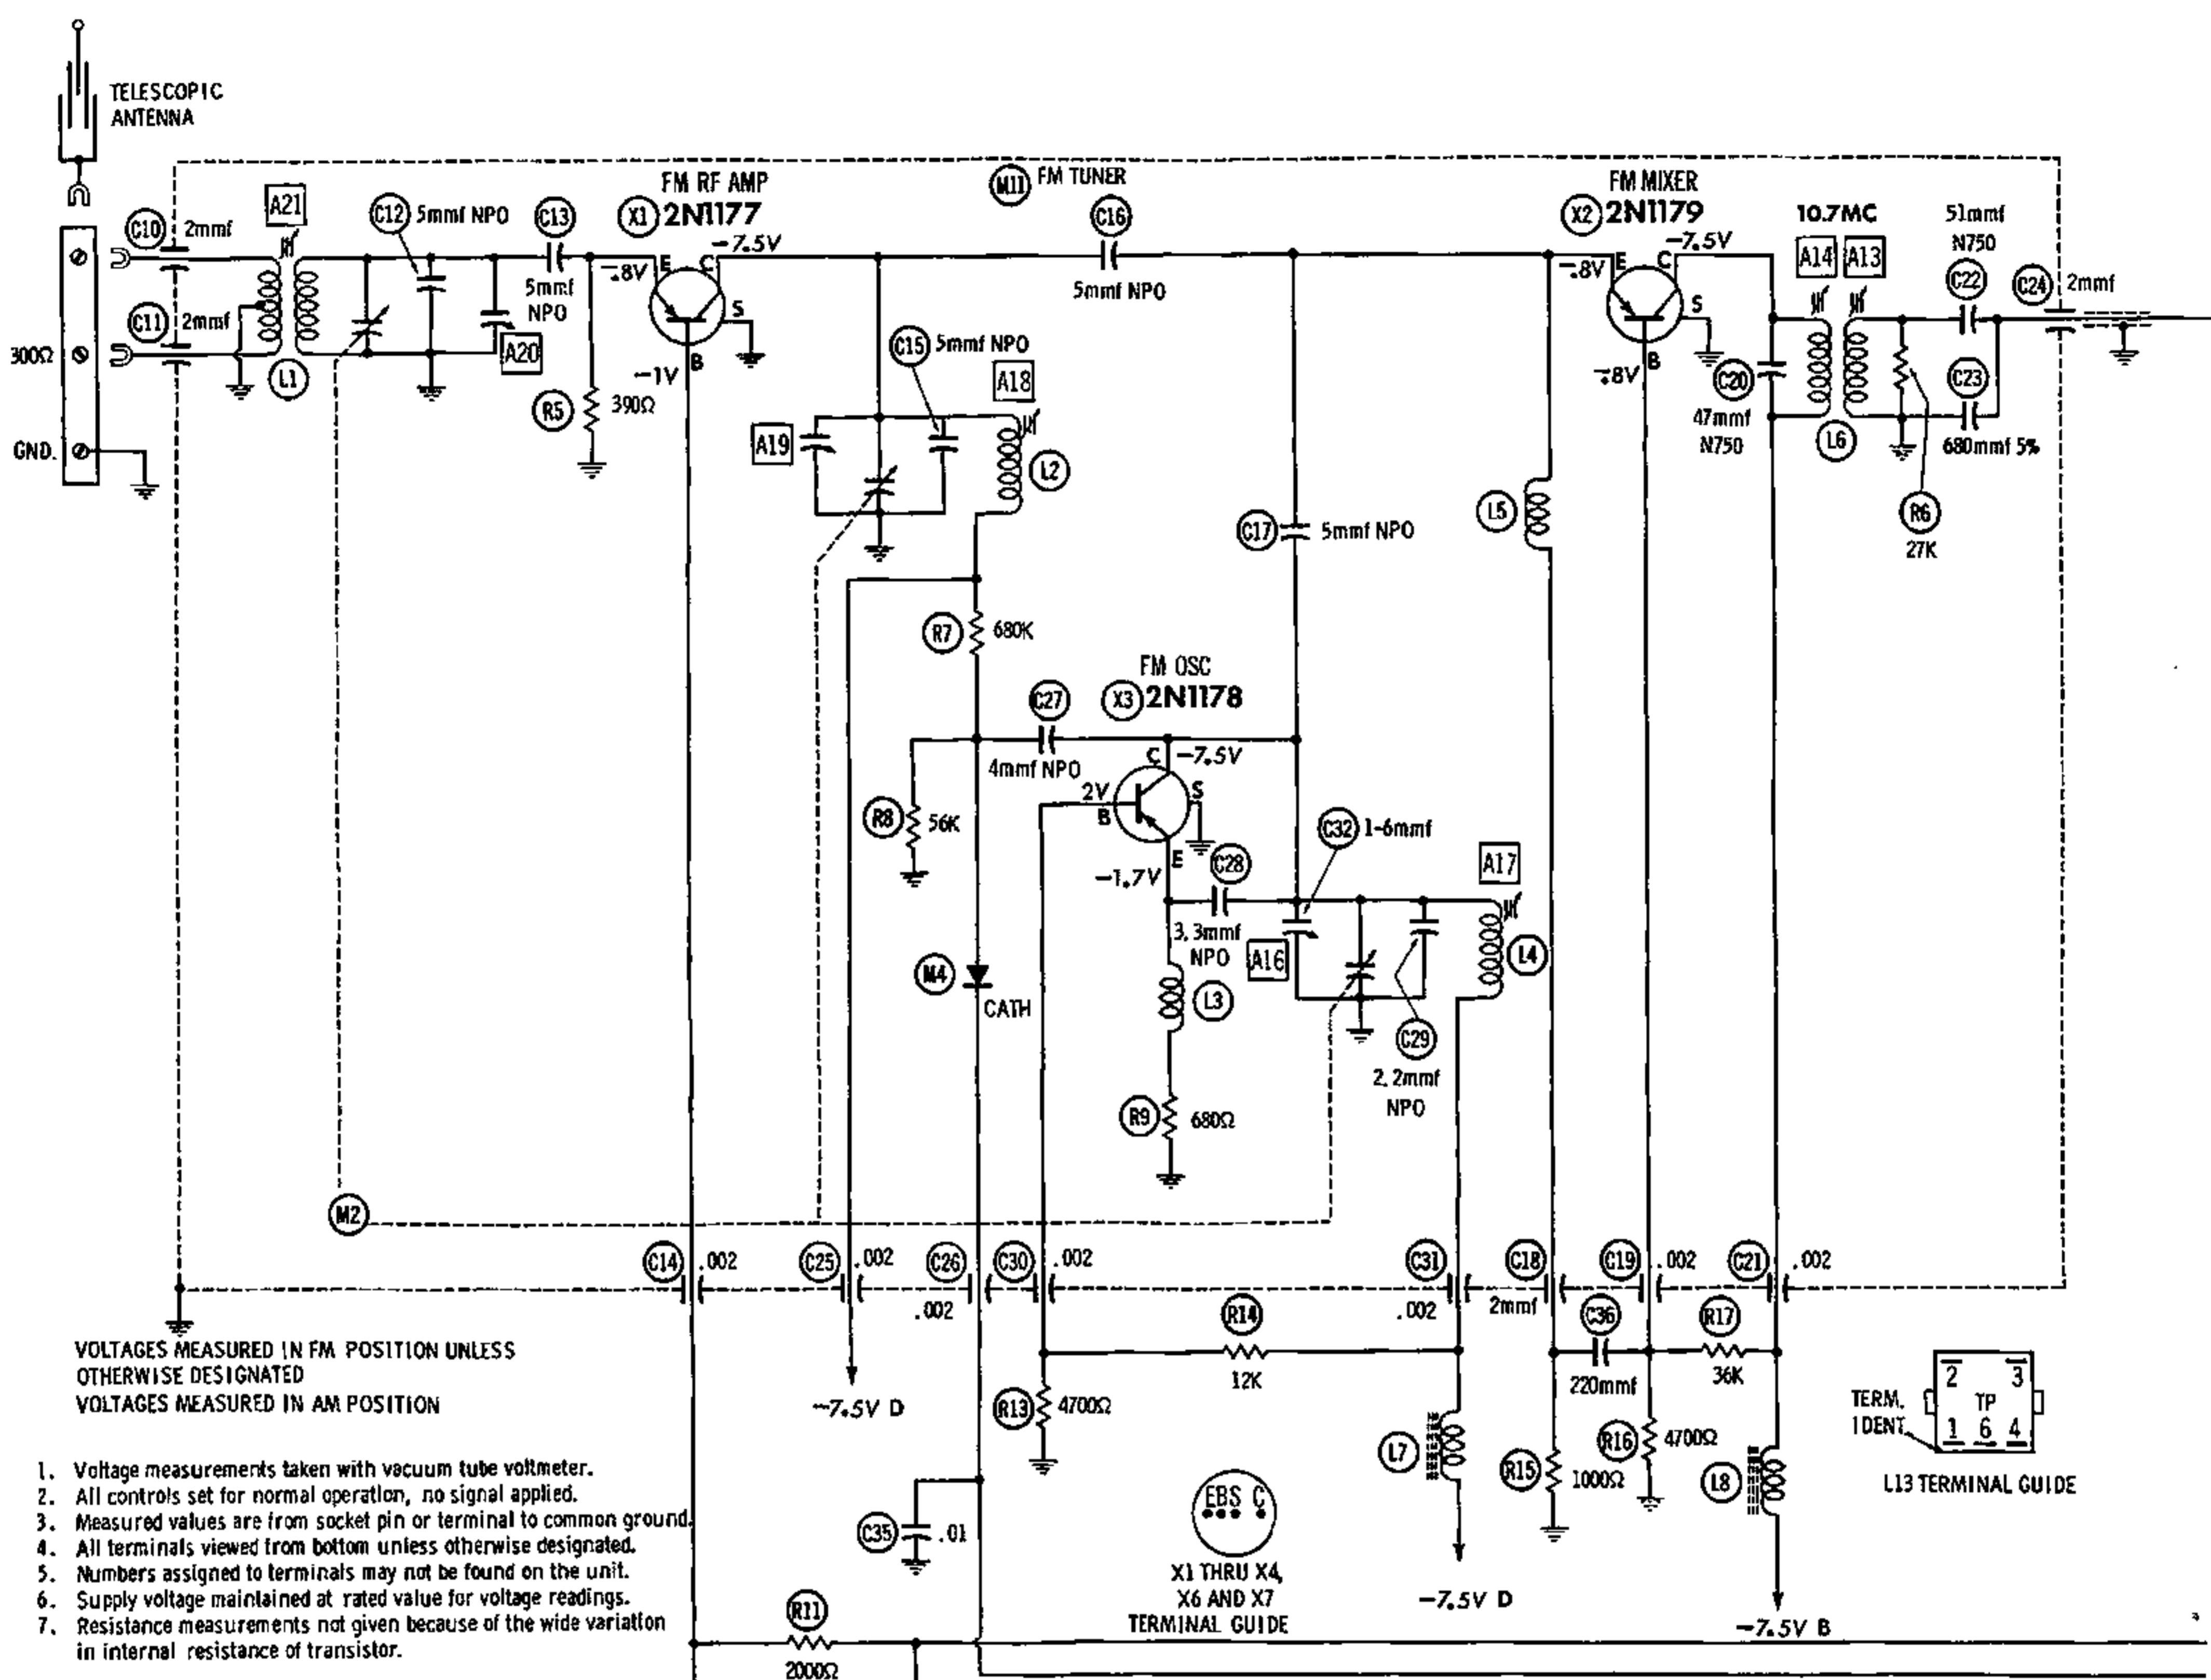 TELESCOPIC
ANTENNA
FM RF AMP
X1 2N1177
M11 FM TUNER
FM MIXER
X2 2N1179
C10 2mmf
A21
C12 5mmf NPO
C13
5mmf
NPO
-.8V
E
C
-7.5V
S
B
-1V
C16
5mmf NPO
-.8V
E
C
-7.5V
S
B
-.8V
10.7MC
A14
A13
51mmf
N750
C22
C24
2mmf
C11 2mmf
300Ω
L1
A20
R5 390Ω
C15 5mmf NPO
A18
A19
L2
C20
47mmf
N750
L6
C23
680mmf 5%
GND.
C17 5mmf NPO
L5
R6
27K
R7 680K
FM OSC
X3 2N1178
C27
4mmf NPO
C
-7.5V
2V
B
S
E
-1.7V
R8 56K
C28
3.3mmf
NPO
C32 1-6mmf
A17
A16
L4
M4
CATH
L3
C29
2.2mmf
NPO
R9 680Ω
M2
C14 .002
C25 .002
C26
.002
C30 .002
C31
.002
C18
2mmf
C19 .002
C21 .002
R14
12K
C36
220mmf
R17
36K
VOLTAGES MEASURED IN FM POSITION UNLESS
OTHERWISE DESIGNATED
VOLTAGES MEASURED IN AM POSITION
-7.5V D
R13 4700Ω
L7
R15 1000Ω
R16 4700Ω
L8
TERM.
IDENT.
2 3
TP
1 6 4
L13 TERMINAL GUIDE
1. Voltage measurements taken with vacuum tube voltmeter.
2. All controls set for normal operation, no signal applied.
3. Measured values are from socket pin or terminal to common ground.
4. All terminals viewed from bottom unless otherwise designated.
5. Numbers assigned to terminals may not be found on the unit.
6. Supply voltage maintained at rated value for voltage readings.
7. Resistance measurements not given because of the wide variation
in internal resistance of transistor.
C35 .01
EBS C
X1 THRU X4,
X6 AND X7
TERMINAL GUIDE
-7.5V D
-7.5V B
R11
2000Ω